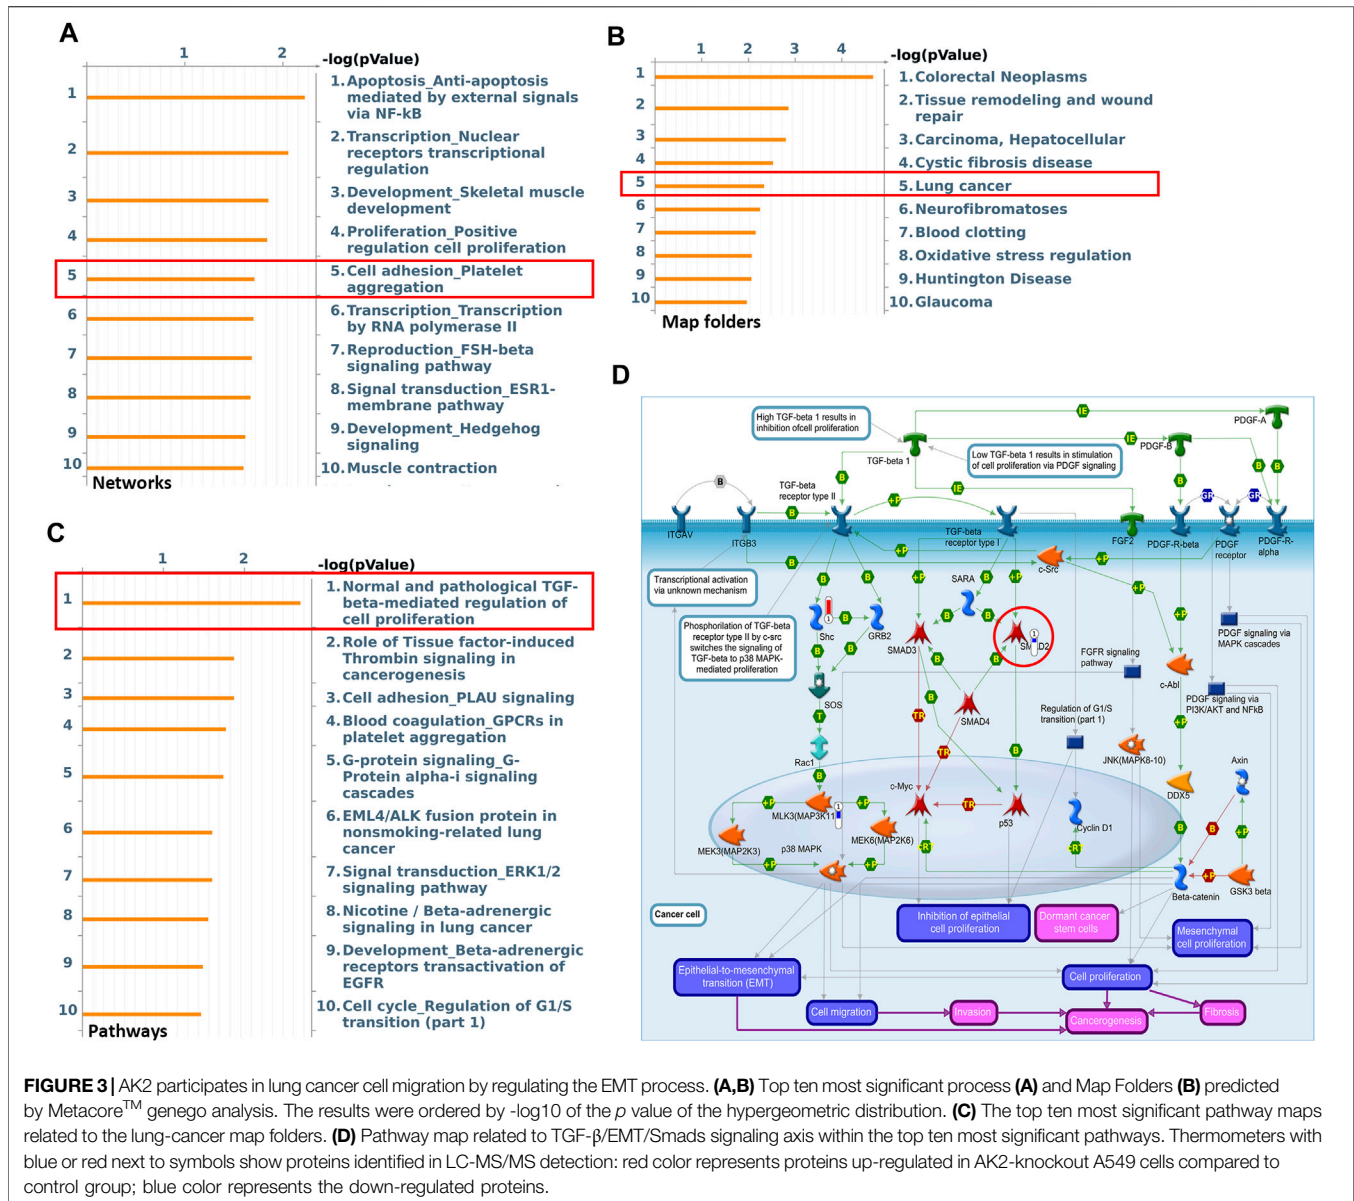 A
1 2 -log(pValue)
1 1. Apoptosis_Anti-apoptosis
mediated by external signals
via NF-kB
2 2. Transcription_Nuclear
receptors transcriptional
regulation
3 3. Development_Skeletal muscle
development
4 4. Proliferation_Positive
regulation cell proliferation
5 5. Cell adhesion_Platelet
aggregation
6 6. Transcription_Transcription
by RNA polymerase II
7 7. Reproduction_FSH-beta
signaling pathway
8 8. Signal transduction_ESR1-
membrane pathway
9 9. Development_Hedgehog
signaling
10 10. Muscle contraction
Networks
B
1 2 3 4 -log(pValue)
1 1. Colorectal Neoplasms
2 2. Tissue remodeling and wound
repair
3 3. Carcinoma, Hepatocellular
4 4. Cystic fibrosis disease
5 5. Lung cancer
6 6. Neurofibromatoses
7 7. Blood clotting
8 8. Oxidative stress regulation
9 9. Huntington Disease
10 10. Glaucoma
Map folders
C
1 2 -log(pValue)
1 1. Normal and pathological TGF-
beta-mediated regulation of
cell proliferation
2 2. Role of Tissue factor-induced
Thrombin signaling in
cancerogenesis
3 3. Cell adhesion_PLAU signaling
4 4. Blood coagulation_GPCRs in
platelet aggregation
5 5. G-protein signaling_G-
Protein alpha-i signaling
cascades
6 6. EML4/ALK fusion protein in
nonsmoking-related lung
cancer
7 7. Signal transduction_ERK1/2
signaling pathway
8 8. Nicotine / Beta-adrenergic
signaling in lung cancer
9 9. Development_Beta-adrenergic
receptors transactivation of
EGFR
10 10. Cell cycle_Regulation of G1/S
transition (part 1)
Pathways
D
High TGF-beta 1 results in
inhibition ofcell proliferation
IE
PDGF-A
TGF-beta 1
IE
PDGF-B
Low TGF-beta 1 results in stimulation
of cell proliferation via PDGF signaling
B
B
B
B
B
TGF-beta
receptor type II
+P
IE
GR
GR
B
ITGAV
ITGB3
TGF-beta
receptor type I
FGF2
PDGF-R-beta
PDGF
receptor
PDGF-R-
alpha
+P
c-Src
+P
B
Transcriptional activation
via unknown mechanism
B
B
+P
SARA
B
+P
+P
+P
Phosphorilation of TGF-beta
receptor type II by c-src
switches the signaling of
TGF-beta to p38 MAPK-
mediated proliferation
1
Shc
B
GRB2
B
B
SMAD3
B
B
1
SMAD2
PDGF signaling via
MAPK cascades
FGFR signaling
pathway
B
B
c-Abl
SOS
B
SMAD4
PDGF signaling via
PI3K/AKT and NFkB
T
TR
Regulation of G1/S
transition (part 1)
+P
Rac1
TR
B
JNK(MAPK8-10)
Axin
B
c-Myc
DDX5
+P
+P
1
MLK3(MAP3K11)
TR
p53
Cyclin D1
B
B
+P
MEK3(MAP2K3)
p38 MAPK
MEK6(MAP2K6)
+P
+P
Beta-catenin
+P
GSK3 beta
Cancer cell
Inhibition of epithelial
cell proliferation
Dormant cancer
stem cells
Mesenchymal
cell proliferation
Epithelial-to-mesenchymal
transition (EMT)
Cell proliferation
Cell migration
Invasion
Cancerogenesis
Fibrosis
FIGURE 3 | AK2 participates in lung cancer cell migration by regulating the EMT process. (A,B) Top ten most significant process (A) and Map Folders (B) predicted
by Metacore™ genego analysis. The results were ordered by -log10 of the p value of the hypergeometric distribution. (C) The top ten most significant pathway maps
related to the lung-cancer map folders. (D) Pathway map related to TGF-β/EMT/Smads signaling axis within the top ten most significant pathways. Thermometers with
blue or red next to symbols show proteins identified in LC-MS/MS detection: red color represents proteins up-regulated in AK2-knockout A549 cells compared to
control group; blue color represents the down-regulated proteins.